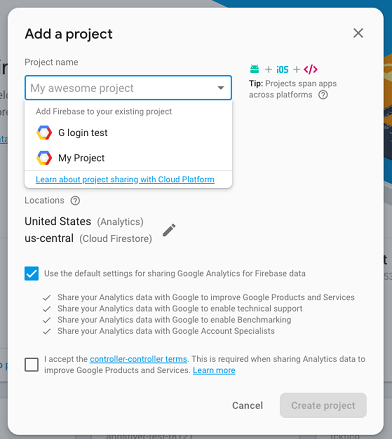 Add a project
Project name
My awesome project
iOS
Tip: Projects span apps
across platforms
Add Firebase to your existing project
G login test
My Project
Learn about project sharing with Cloud Platform
Locations
United States (Analytics)
us-central (Cloud Firestore)
Use the default settings for sharing Google Analytics for Firebase data
Share your Analytics data with Google to improve Google Products and Services
Share your Analytics data with Google to enable technical support
Share your Analytics data with Google to enable Benchmarking
Share your Analytics data with Google Account Specialists
I accept the controller-controller terms. This is required when sharing Analytics data to
improve Google Products and Services. Learn more
Cancel
Create project